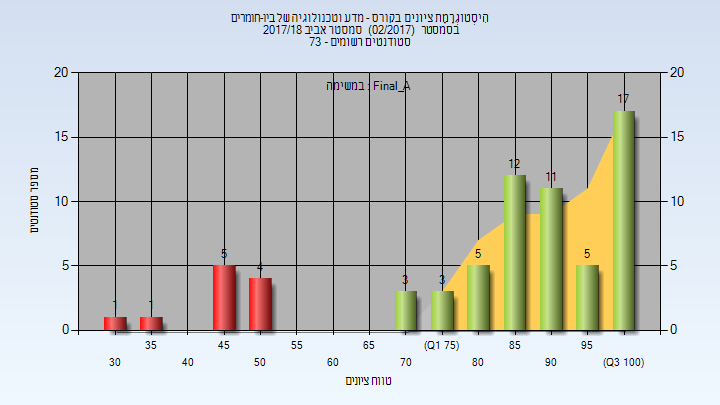 היסטוגרמת ציונים בקורס - מדע וטכנולוגיה של ביו-חומרים
בסמסטר (02/2017) סמסטר אביב 2017/18
סטודנטים רשומים - 73
במשימה : Final_A
20 20
15 15
10 10
5 5
0 0
מספר סטודנטים
1 1 5 4 3 3 5 12 11 5 17
35 45 55 65 (Q1 75) 85 95
30 40 50 60 70 80 90 (Q3 100)
טווח ציונים